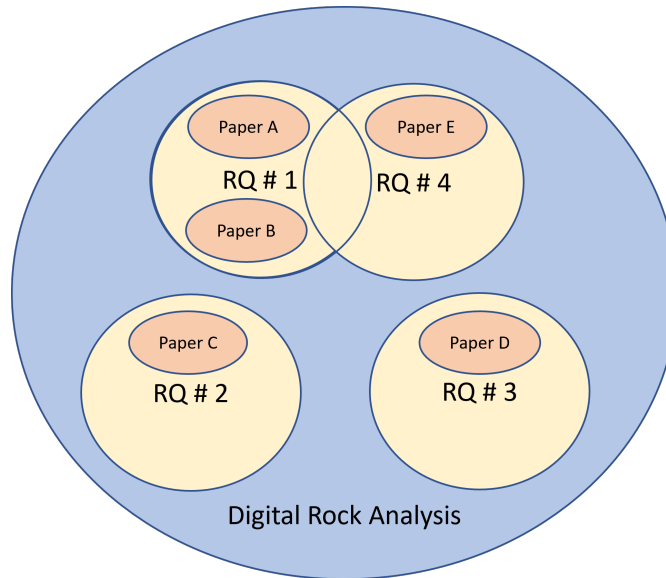 Paper A
Paper E
RQ # 1
RQ # 4
Paper B
Paper C
Paper D
RQ # 2
RQ # 3
Digital Rock Analysis